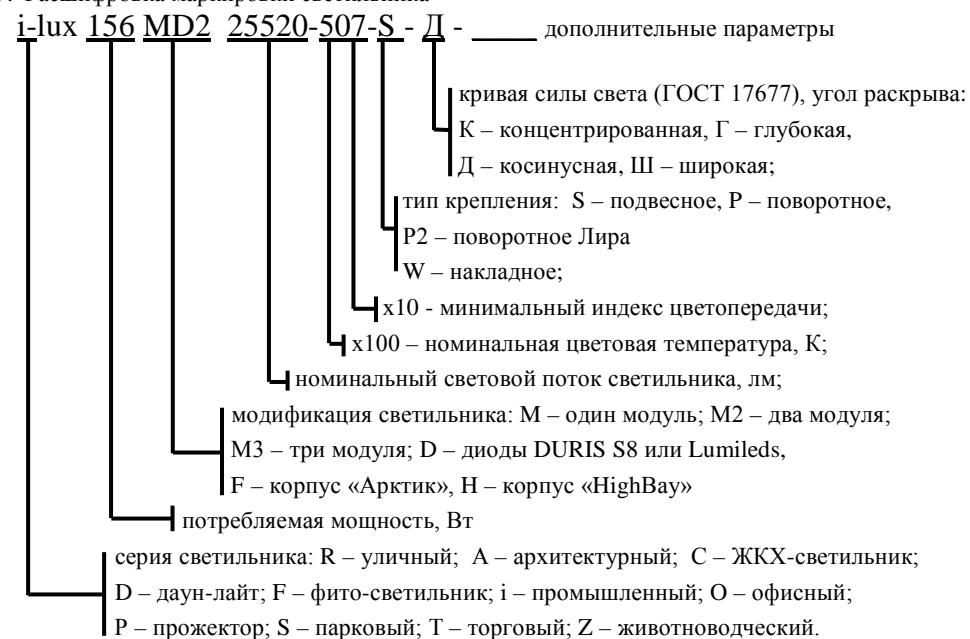 Расшифровка маркировки светильника
i-lux 156 MD2 25520-507-S - Д - _____ дополнительные параметры
кривая силы света (ГОСТ 17677), угол раскрыва:
К – концентрированная, Г – глубокая,
Д – косинусная, Ш – широкая;
тип крепления: S – подвесное, P – поворотное,
P2 – поворотное Лира
W – накладное;
x10 - минимальный индекс цветопередачи;
x100 – номинальная цветовая температура, К;
номинальный световой поток светильника, лм;
модификация светильника: M – один модуль; M2 – два модуля;
M3 – три модуля; D – диоды DURIS S8 или Lumileds,
F – корпус «Арктик», H – корпус «HighBay»
потребляемая мощность, Вт
серия светильника: R – уличный; A – архитектурный; C – ЖКХ-светильник;
D – даун-лайт; F – фито-светильник; i – промышленный; O – офисный;
P – прожектор; S – парковый; T – торговый; Z – животноводческий.